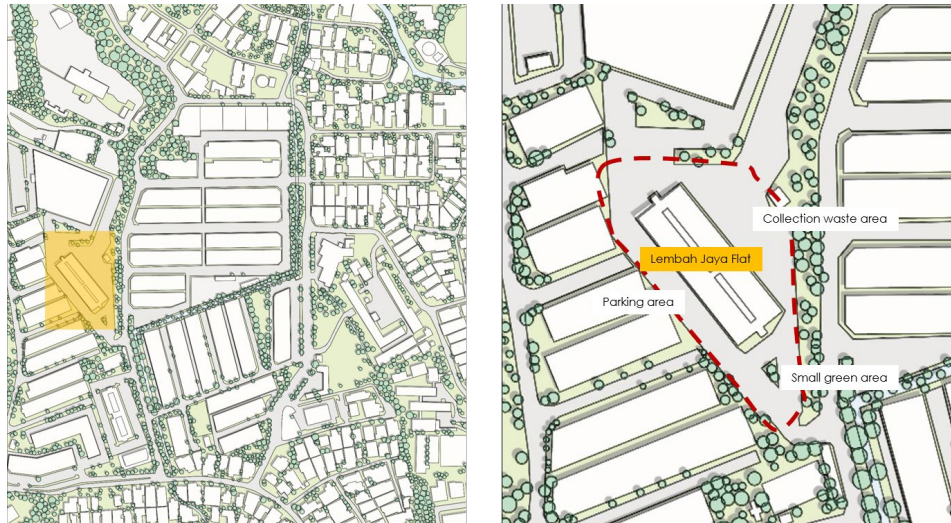 Collection waste area
Lembah Jaya Flat
Parking area
Small green area